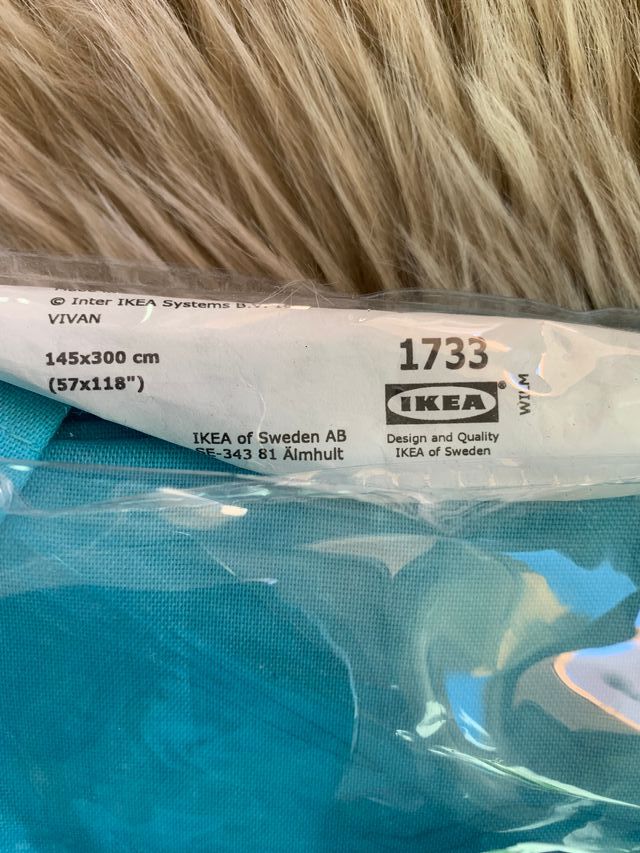 © Inter IKEA Systems B.V.
VIVAN
145x300 cm
(57x118")
IKEA of Sweden AB
SE-343 81 Älmhult
1733
IKEA®
Design and Quality
IKEA of Sweden